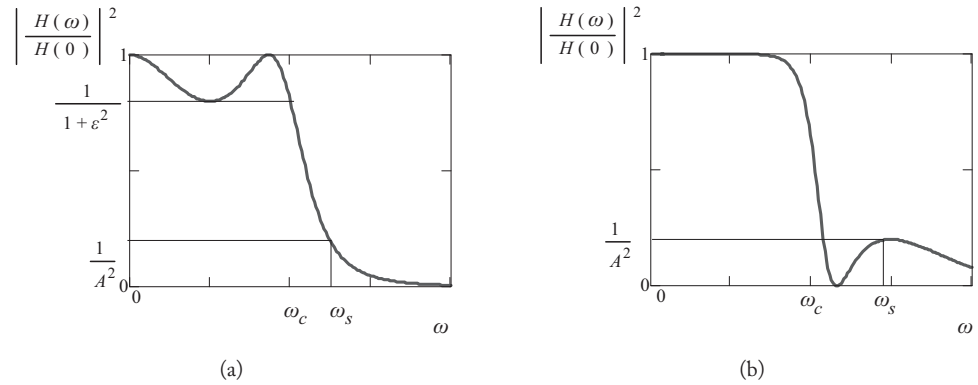 | H(ω) / H(0) |²
1
1 / 1 + ε²
1 / A²
0
0
ω_c
ω_s
ω
(a)
| H(ω) / H(0) |²
1
1 / A²
0
0
ω_c
ω_s
ω
(b)